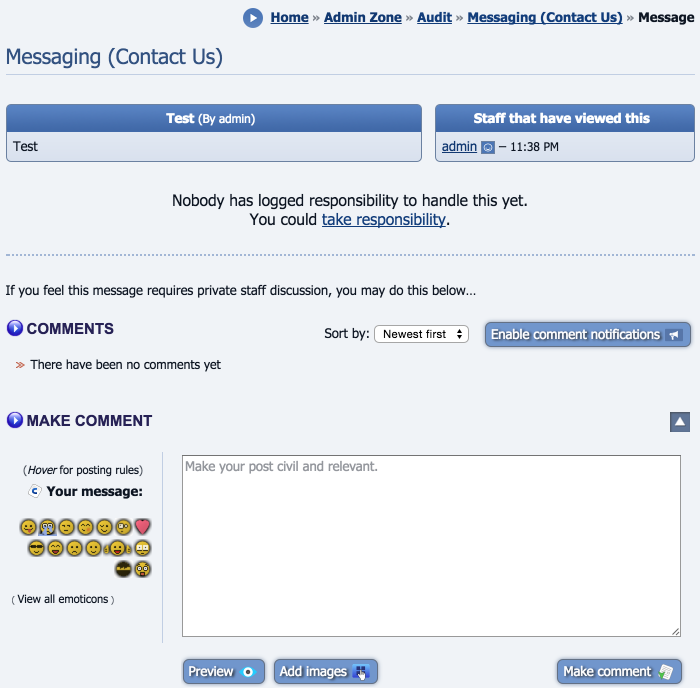 Home » Admin Zone » Audit » Messaging (Contact Us) » Message
Messaging (Contact Us)
Test (By admin)
Staff that have viewed this
Test
admin – 11:38 PM
Nobody has logged responsibility to handle this yet.
You could take responsibility.
If you feel this message requires private staff discussion, you may do this below...
COMMENTS
Sort by: Newest first
Enable comment notifications
» There have been no comments yet
MAKE COMMENT
(Hover for posting rules)
Your message:
Make your post civil and relevant.
( View all emoticons )
Preview
Add images
Make comment